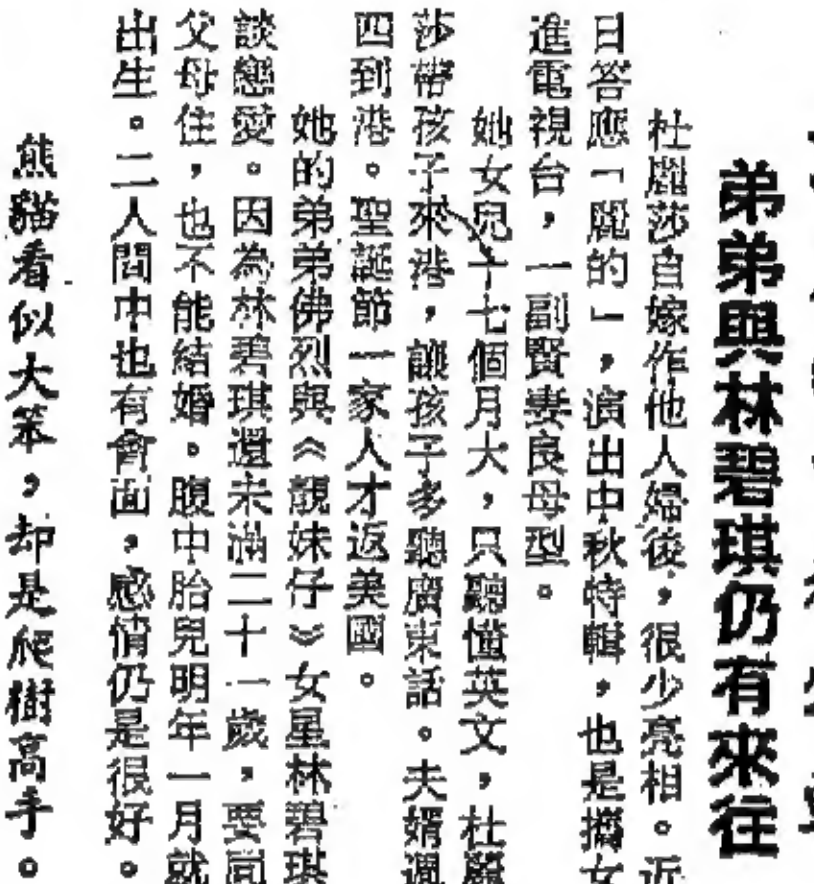 弟弟與林碧琪仍有來往
杜麗莎自嫁作他人婦後，很少亮相。近
日答應「麗的」，演出中秋特輯，也是攜女
進電視台，一副賢妻良母型。
她女兒十七個月大，只聽懂英文，杜麗
莎帶孩子來港，讓孩子多聽廣東話。夫婿週
四到港。聖誕節一家人才返美國。
她的弟弟佛烈與《靚妹仔》女星林碧琪
談戀愛。因為林碧琪還未滿二十一歲，要同
父母住，也不能結婚。腹中胎兒明年一月就
出生。二人間中也有會面，感情仍是很好。
熊貓看似大笨，却是爬樹高手。